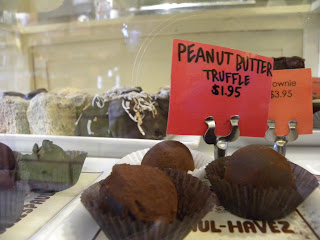 PEANUT BUTTER
TRUFFLE
$1.95
rownie
$3.95
UL-HAVEZ